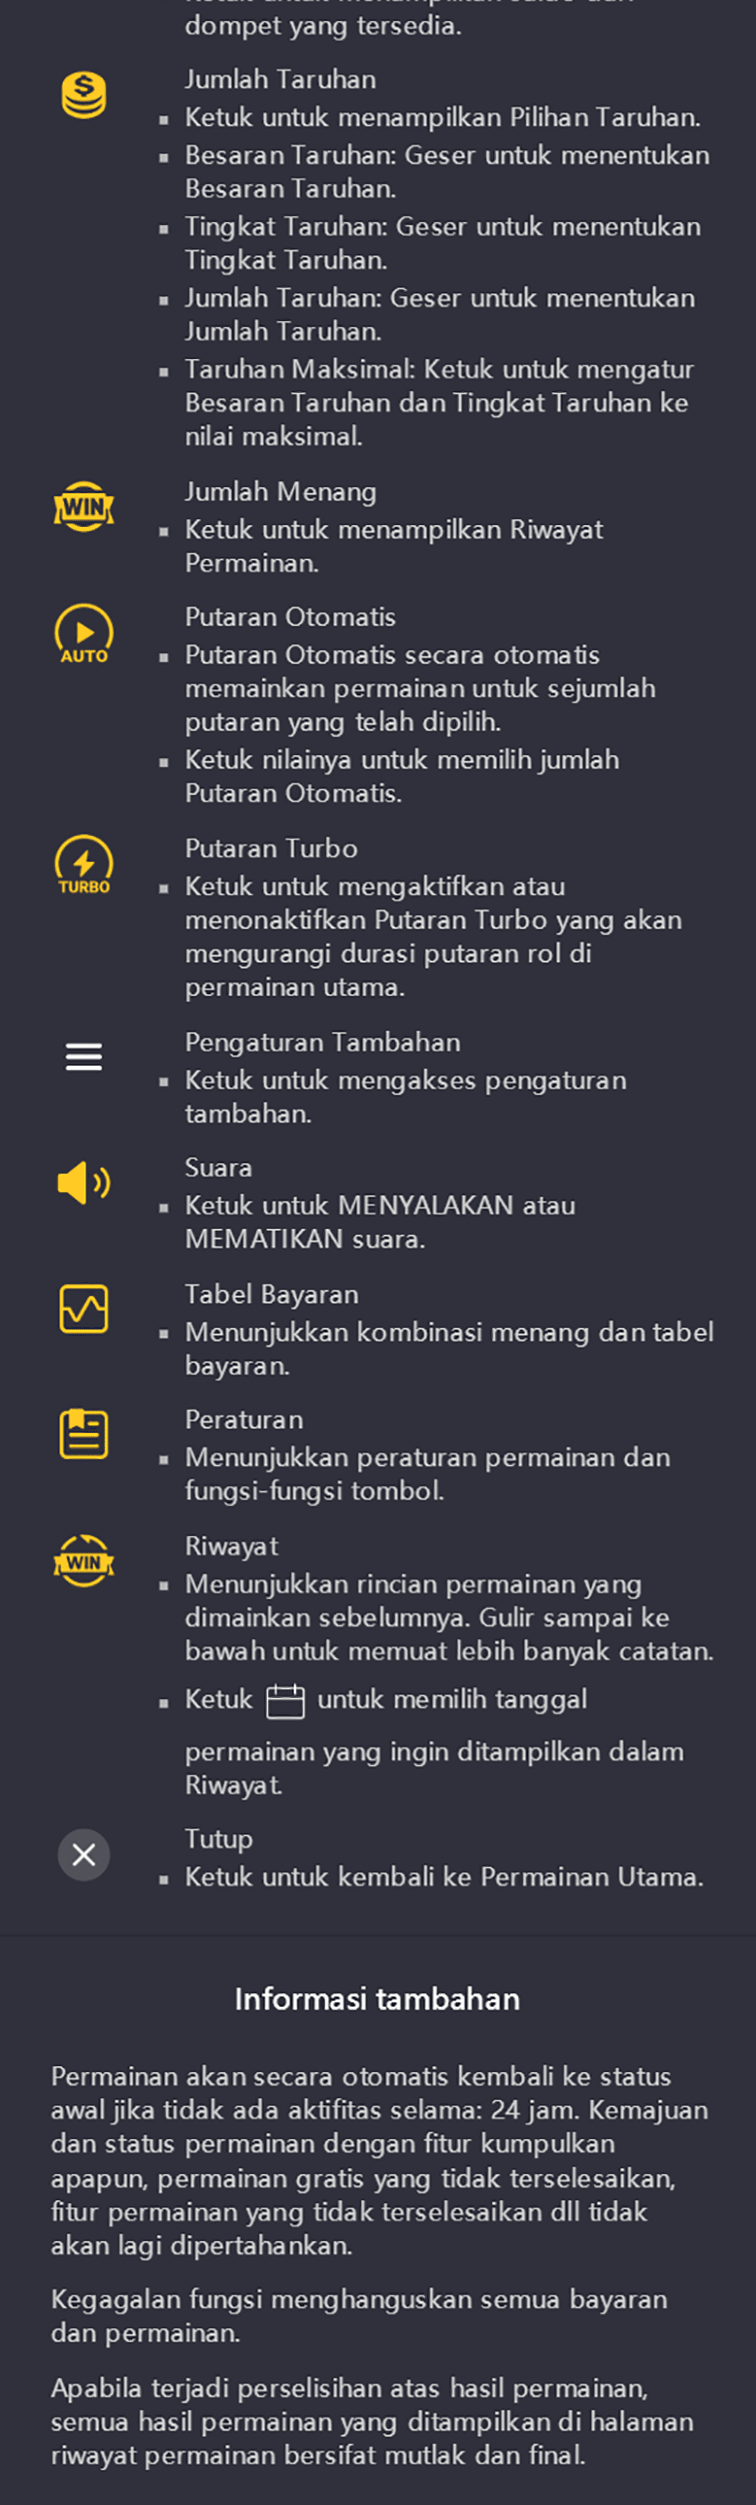 dompet yang tersedia.
Jumlah Taruhan
Ketuk untuk menampilkan Pilihan Taruhan.
Besaran Taruhan: Geser untuk menentukan
Besaran Taruhan.
Tingkat Taruhan: Geser untuk menentukan
Tingkat Taruhan.
Jumlah Taruhan: Geser untuk menentukan
Jumlah Taruhan.
Taruhan Maksimal: Ketuk untuk mengatur
Besaran Taruhan dan Tingkat Taruhan ke
nilai maksimal.
WIN
Jumlah Menang
Ketuk untuk menampilkan Riwayat
Permainan.
AUTO
Putaran Otomatis
Putaran Otomatis secara otomatis
memainkan permainan untuk sejumlah
putaran yang telah dipilih.
Ketuk nilainya untuk memilih jumlah
Putaran Otomatis.
TURBO
Putaran Turbo
Ketuk untuk mengaktifkan atau
menonaktifkan Putaran Turbo yang akan
mengurangi durasi putaran rol di
permainan utama.
Pengaturan Tambahan
Ketuk untuk mengakses pengaturan
tambahan.
Suara
Ketuk untuk MENYALAKAN atau
MEMATIKAN suara.
Tabel Bayaran
Menunjukkan kombinasi menang dan tabel
bayaran.
Peraturan
Menunjukkan peraturan permainan dan
fungsi-fungsi tombol.
WIN
Riwayat
Menunjukkan rincian permainan yang
dimainkan sebelumnya. Gulir sampai ke
bawah untuk memuat lebih banyak catatan.
Ketuk untuk memilih tanggal
permainan yang ingin ditampilkan dalam
Riwayat.
Tutup
Ketuk untuk kembali ke Permainan Utama.
Informasi tambahan
Permainan akan secara otomatis kembali ke status
awal jika tidak ada aktifitas selama: 24 jam. Kemajuan
dan status permainan dengan fitur kumpulkan
apapun, permainan gratis yang tidak terselesaikan,
fitur permainan yang tidak terselesaikan dll tidak
akan lagi dipertahankan.
Kegagalan fungsi menghanguskan semua bayaran
dan permainan.
Apabila terjadi perselisihan atas hasil permainan,
semua hasil permainan yang ditampilkan di halaman
riwayat permainan bersifat mutlak dan final.